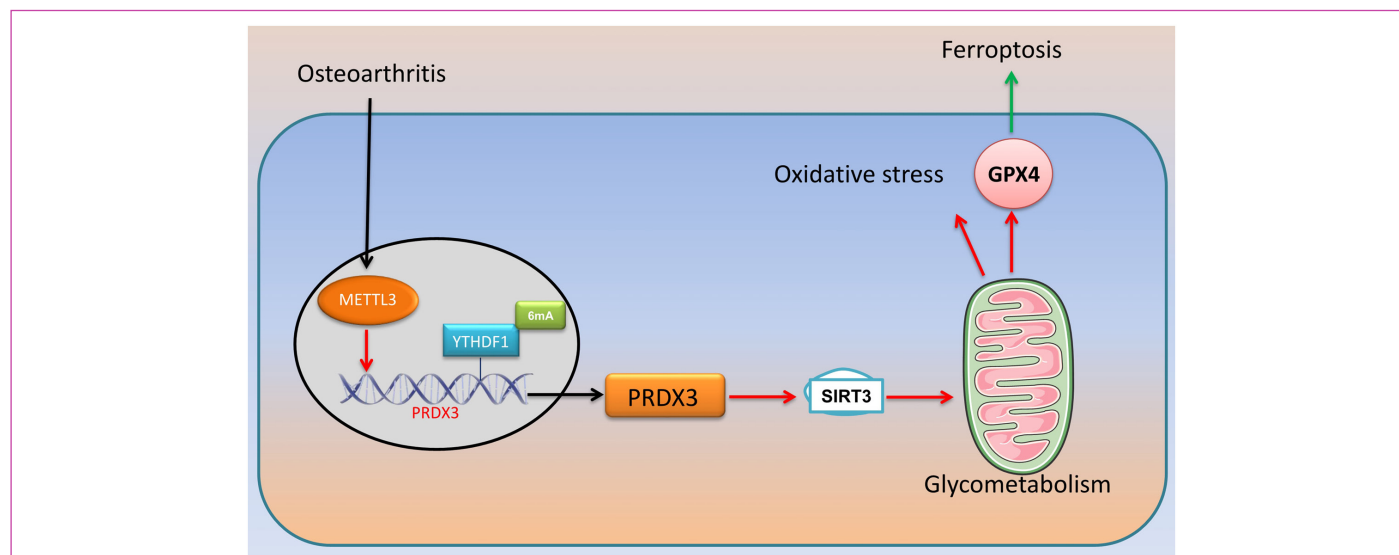 Osteoarthritis
Ferroptosis
Oxidative stress
GPX4
METTL3
6mA
YTHDF1
PRDX3
PRDX3
SIRT3
Glycometabolism